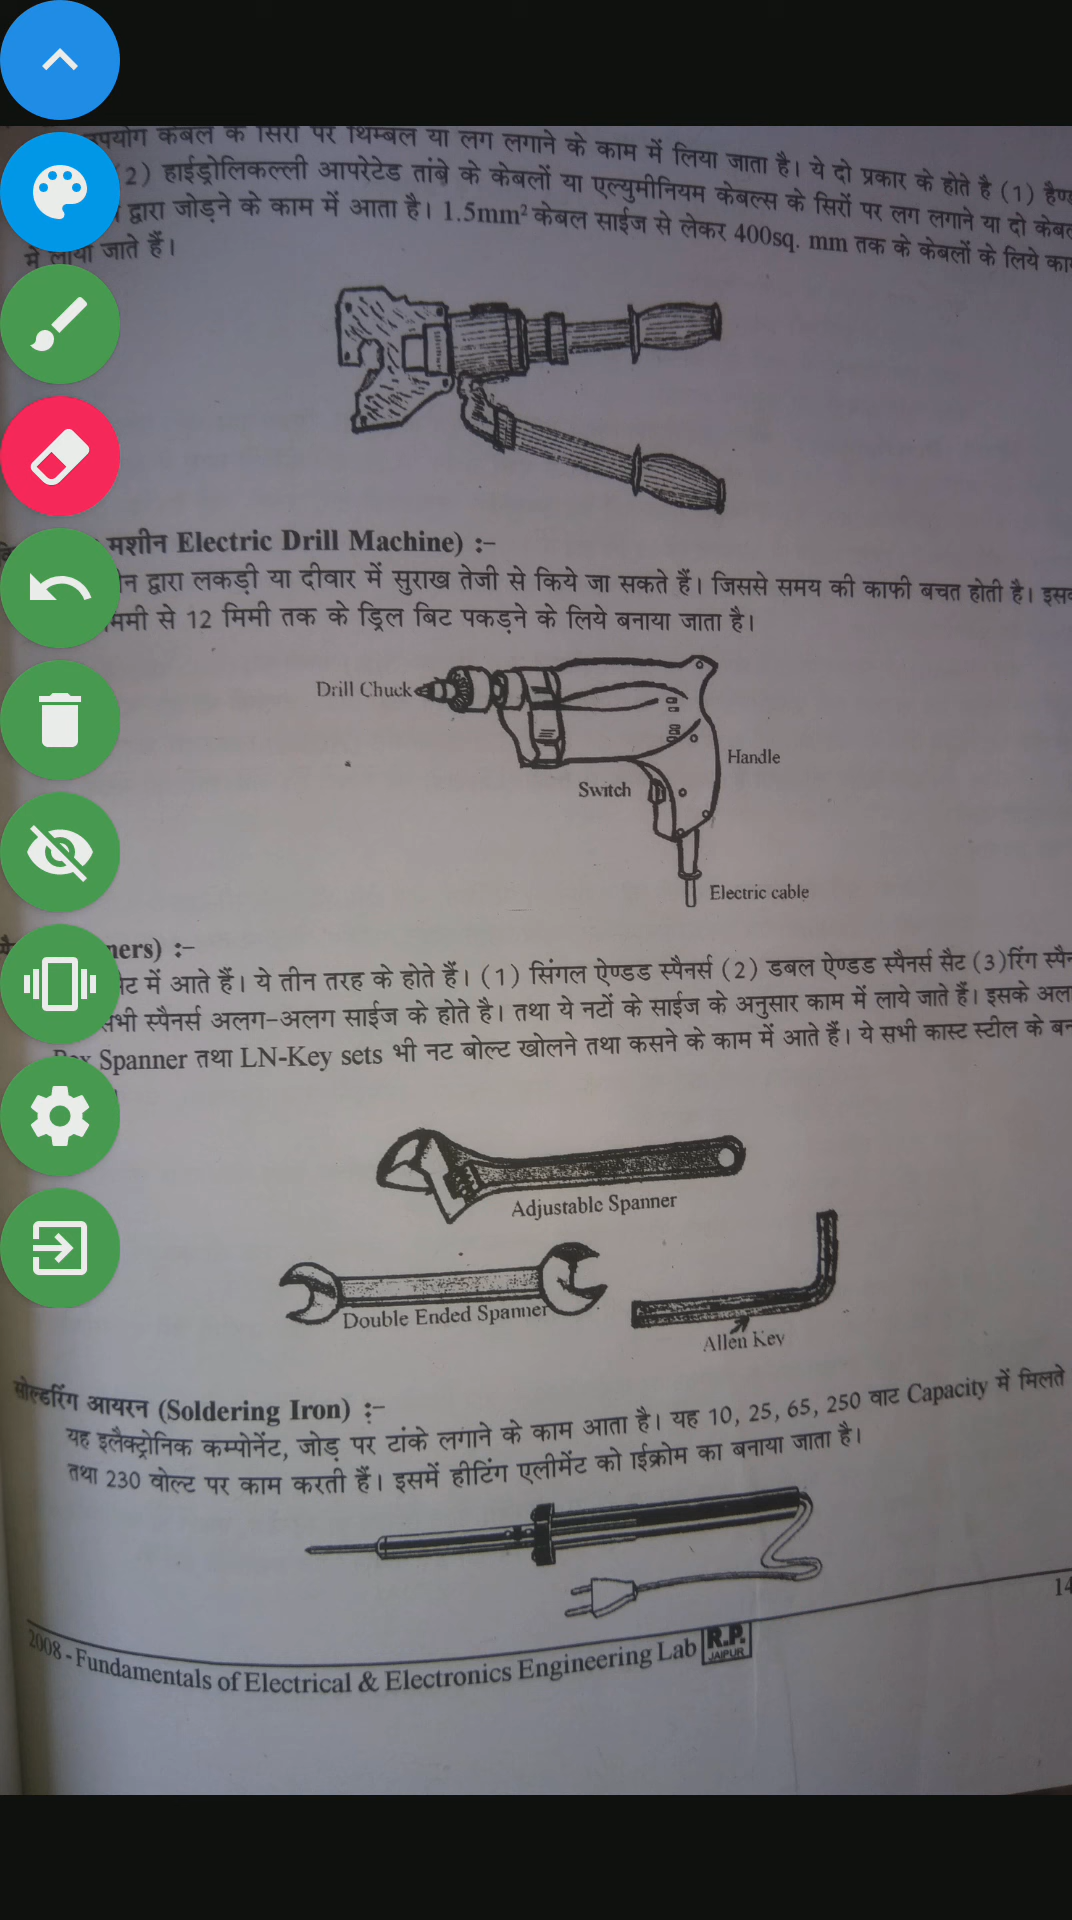 उपयोग केबल के सिरों पर थिम्बल या लग लगाने के काम में लिया जाता है। ये दो प्रकार के होते है (1)
2) हाईड्रोलिकल्ली आपरेटेड तांबे के केबलों या एल्युमीनियम केबल्स के सिरों पर लग लगाने या दो
द्वारा जोड़ने के काम में आता है। 1.5mm² केबल साईज से लेकर 400sq. mm तक के केबलों के लिये
में लाया जाते हैं।
मशीन Electric Drill Machine) :-
द्वारा लकड़ी या दीवार में सुराख तेजी से किये जा सकते हैं। जिससे समय की काफी बचत होती है।
से 12 मिमी तक के ड्रिल बिट पकड़ने के लिये बनाया जाता है।
Drill Chuck
Handle
Switch
Electric cable
ners) :-
में आते हैं। ये तीन तरह के होते हैं। (1) सिंगल ऐण्डड स्पैनर्स (2) डबल ऐण्डड स्पैनर्स सैट (3)रिंग
सभी स्पैनर्स अलग-अलग साईज के होते है। तथा ये नटों के साईज के अनुसार काम में लाये जाते हैं। इसके
Spanner तथा LN-Key sets भी नट बोल्ट खोलने तथा कसने के काम में आते हैं। ये सभी कास्ट स्टील के
Adjustable Spanner
Double Ended Spanner
Allen Key
सोल्डरिंग आयरन (Soldering Iron) :-
यह इलैक्ट्रोनिक कम्पोनेंट, जोड़ पर टांके लगाने के काम आता है। यह 10, 25, 65, 250 वाट Capacity में मिलते
तथा 230 वोल्ट पर काम करती हैं। इसमें हीटिंग एलीमेंट को ाईक्रोम का बनाया जाता है।
14
2008 - Fundamentals of Electrical & Electronics Engineering Lab R.P. JAIPUR